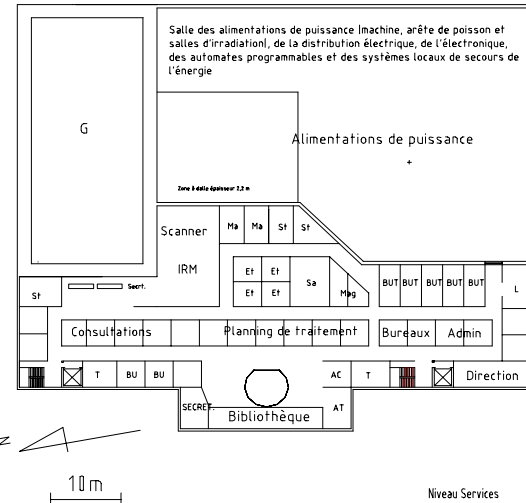 Salle des alimentations de puissance (machine, arête de poisson et
salles d'irradiation), de la distribution électrique, de l'électronique,
des automates programmables et des systèmes locaux de secours de
l'énergie
G
Alimentations de puissance
Zone à dalle épaisseur 2,2 m
Scanner
Ma Ma St St
IRM
Et Et
Sa
Et Et
Mag
BUT BUT BUT BUT BUT
L
St
Secrt.
Consultations
Planning de traitement
Bureaux
Admin
T BU BU
AC T
Direction
SECRET.
AT
Bibliothèque
N
10m
Niveau Services